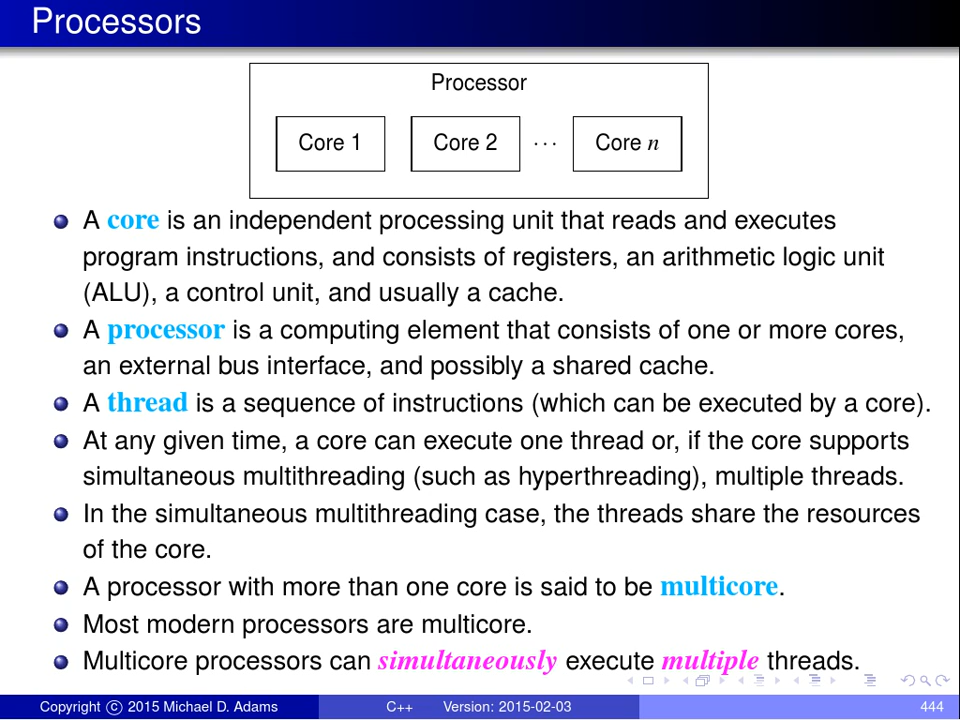 Processors
Processor
Core 1 Core 2 · · · Core n
A core is an independent processing unit that reads and executes
program instructions, and consists of registers, an arithmetic logic unit
(ALU), a control unit, and usually a cache.
A processor is a computing element that consists of one or more cores,
an external bus interface, and possibly a shared cache.
A thread is a sequence of instructions (which can be executed by a core).
At any given time, a core can execute one thread or, if the core supports
simultaneous multithreading (such as hyperthreading), multiple threads.
In the simultaneous multithreading case, the threads share the resources
of the core.
A processor with more than one core is said to be multicore.
Most modern processors are multicore.
Multicore processors can simultaneously execute multiple threads.
Copyright © 2015 Michael D. Adams C++ Version: 2015-02-03 444